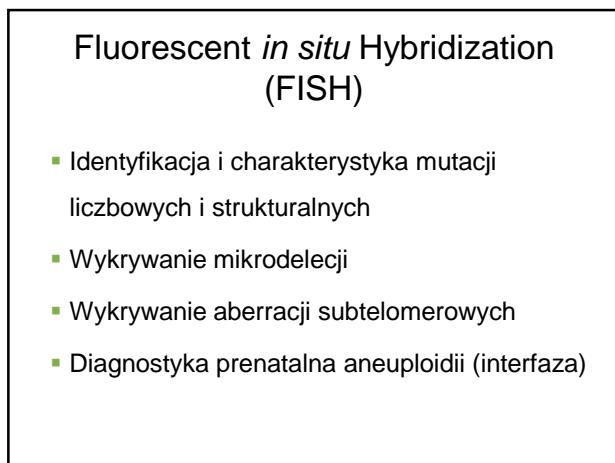 Fluorescent in situ Hybridization
(FISH)
▪ Identyfikacja i charakterystyka mutacji
liczbowych i strukturalnych
▪ Wykrywanie mikrodelecji
▪ Wykrywanie aberracji subtelomerowych
▪ Diagnostyka prenatalna aneuploidii (interfaza)